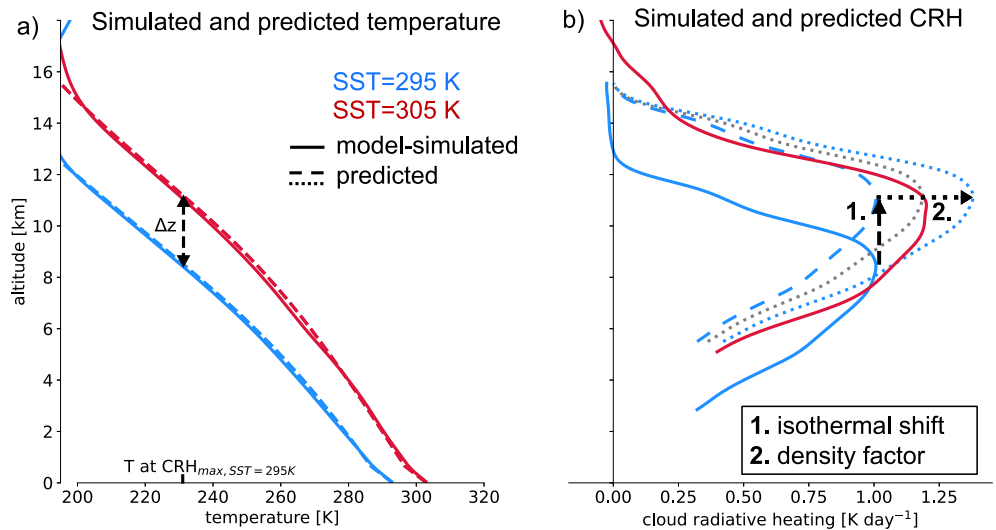 a) Simulated and predicted temperature
SST=295 K
SST=305 K
model-simulated
predicted
Δz
T at CRH_{max, SST=295K}
altitude [km]
0
2
4
6
8
10
12
14
16
200 220 240 260 280 300 320
temperature [K]
b) Simulated and predicted CRH
1.
2.
1. isothermal shift
2. density factor
0.00 0.25 0.50 0.75 1.00 1.25
cloud radiative heating [K day⁻¹]